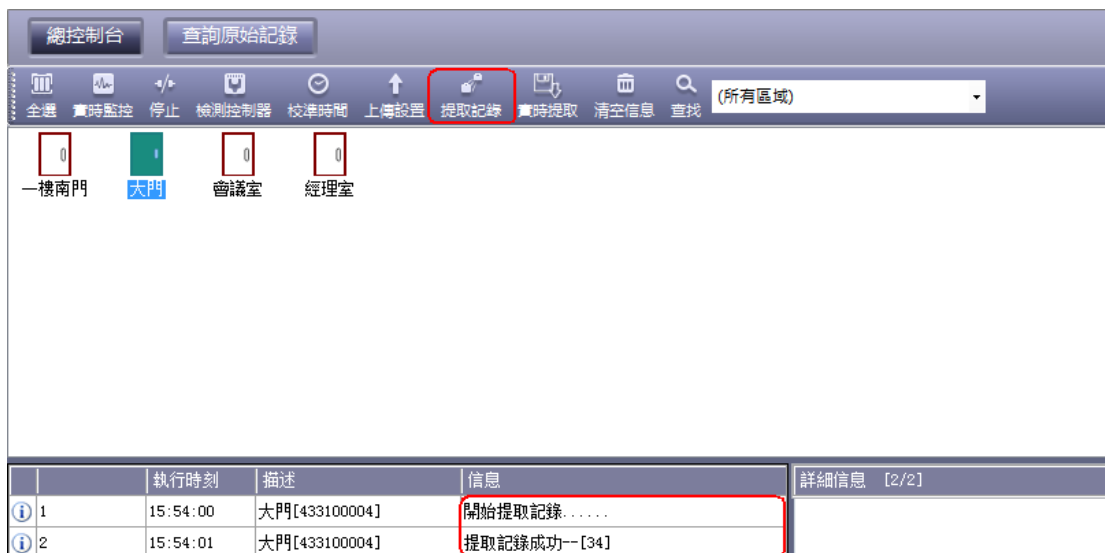 總控制台 查詢原始記錄
全選 實時監控 停止 檢測控制器 校準時間 上傳設置 提取記錄 實時提取 清空信息 查找 (所有區域)
一樓南門 大門 會議室 經理室
執行時刻 描述 信息 詳細信息 [2/2]
1 15:54:00 大門[433100004] 開始提取記錄......
2 15:54:01 大門[433100004] 提取記錄成功--[34]